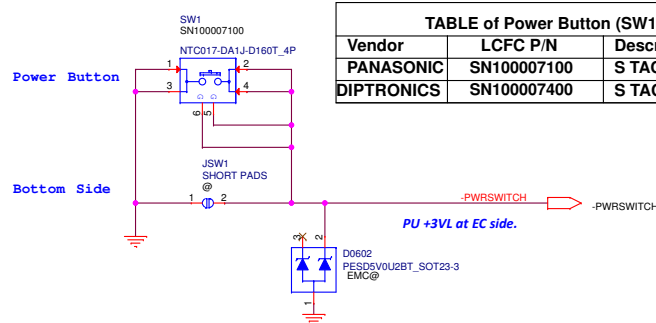 SW1
SN100007100
NTC017-DA1J-D160T_4P
Power Button
1
2
3
4
G
G
6
5
TABLE of Power Button (SW1
Vendor LCFC P/N Descr
PANASONIC SN100007100 S TAC
DIPTRONICS SN100007400 S TAC
JSW1
SHORT PADS
@
Bottom Side
1
2
-PWRSWITCH
-PWRSWITCH
PU +3VL at EC side.
3
2
D0602
PESD5V0U2BT_SOT23-3
EMC@
1